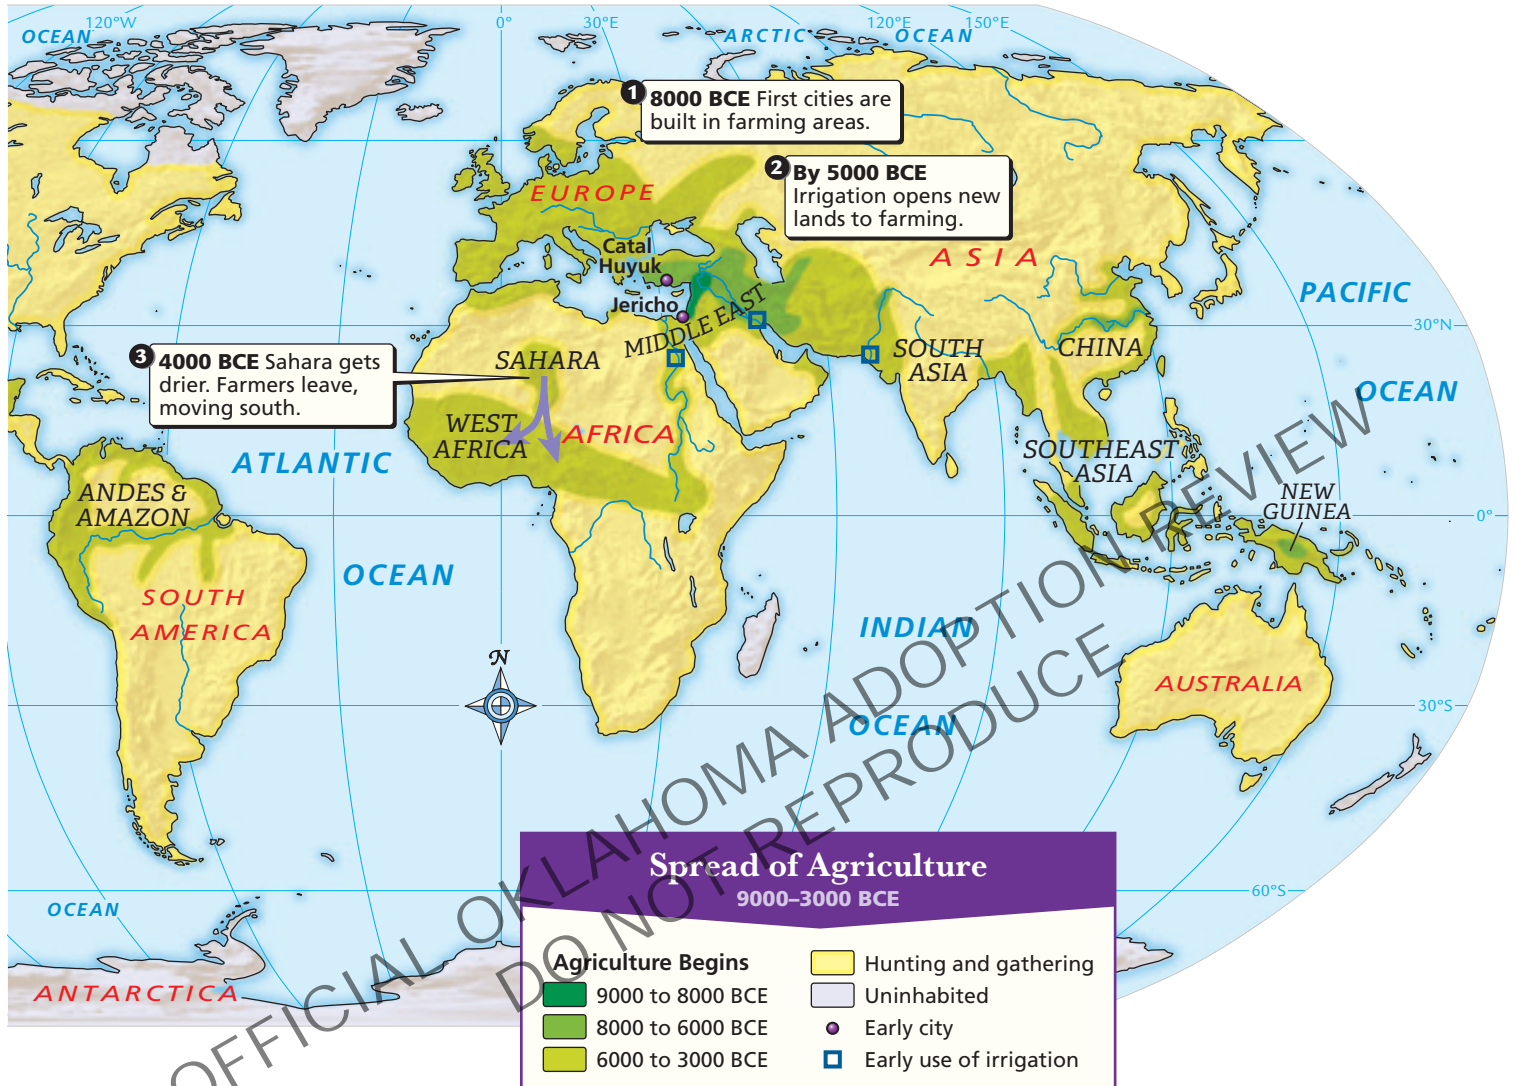 120°W
0°
30°E
120°E
150°E
OCEAN
ARCTIC
OCEAN
1 8000 BCE First cities are
built in farming areas.
2 By 5000 BCE
Irrigation opens new
lands to farming.
EUROPE
ASIA
Catal
Huyuk
Jericho
MIDDLE EAST
PACIFIC
OCEAN
30°N
3 4000 BCE Sahara gets
drier. Farmers leave,
moving south.
SAHARA
SOUTH
ASIA
CHINA
WEST
AFRICA
AFRICA
ATLANTIC
OCEAN
SOUTHEAST
ASIA
ANDES &
AMAZON
NEW
GUINEA
0°
SOUTH
AMERICA
INDIAN
OCEAN
N
AUSTRALIA
30°S
60°S
OCEAN
ANTARCTICA
Spread of Agriculture
9000–3000 BCE
Agriculture Begins
9000 to 8000 BCE
8000 to 6000 BCE
6000 to 3000 BCE
Hunting and gathering
Uninhabited
Early city
Early use of irrigation
OFFICIAL OKLAHOMA ADOPTION REVIEW
DO NOT REPRODUCE